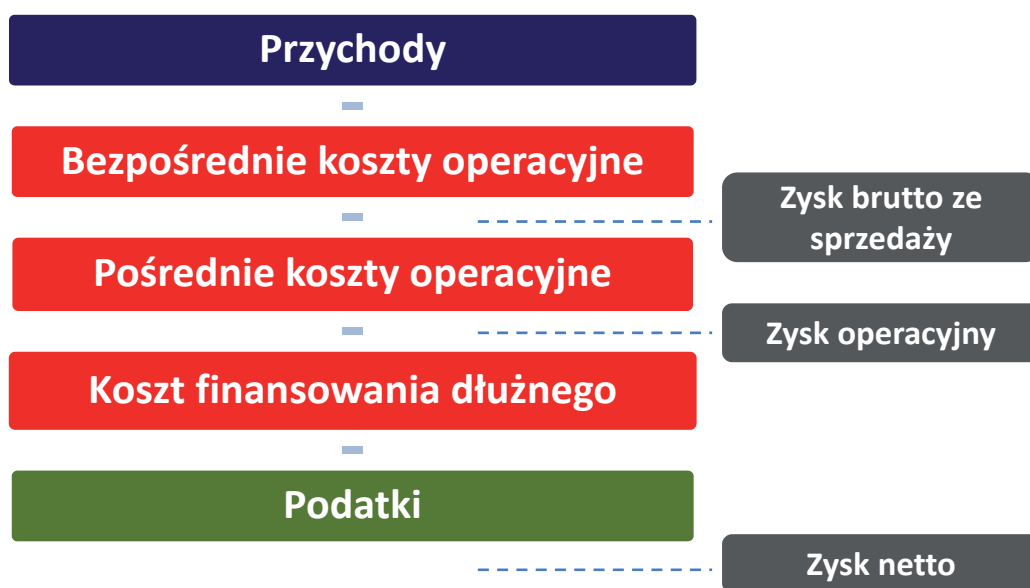 Przychody
Bezpośrednie koszty operacyjne
Zysk brutto ze
sprzedaży
Pośrednie koszty operacyjne
Zysk operacyjny
Koszt finansowania dłużnego
Podatki
Zysk netto